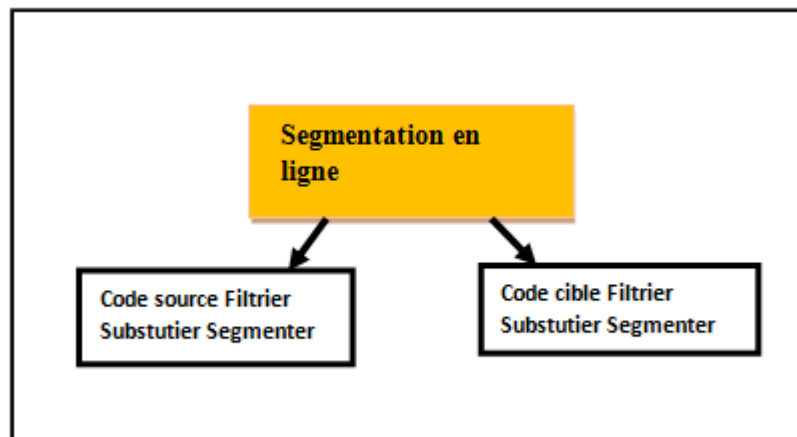 Segmentation en
ligne
Code source Filtrier
Substutier Segmenter
Code cible Filtrier
Substutier Segmenter